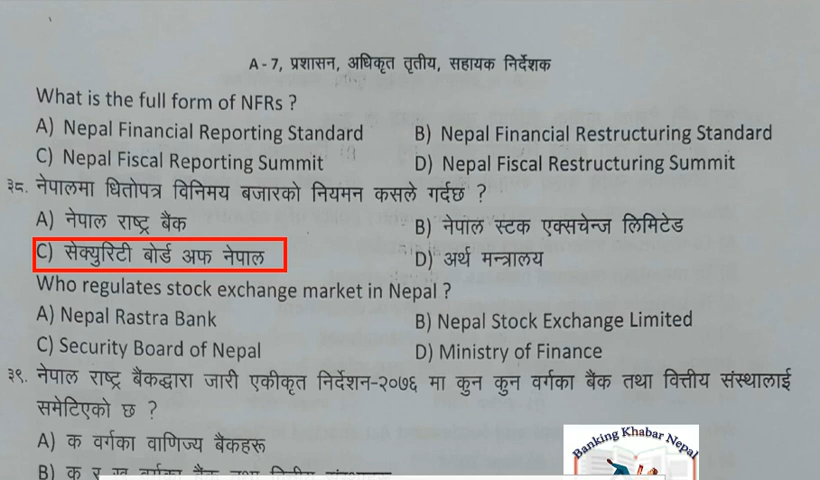 A - 7, प्रशासन, अधिकृत तृतीय, सहायक निर्देशक
What is the full form of NFRs ?
A) Nepal Financial Reporting Standard B) Nepal Financial Restructuring Standard
C) Nepal Fiscal Reporting Summit D) Nepal Fiscal Restructuring Summit
३८. नेपालमा धितोपत्र विनिमय बजारको नियमन कसले गर्दछ ?
A) नेपाल राष्ट्र बैंक B) नेपाल स्टक एक्सचेन्ज लिमिटेड
C) सेक्युरिटी बोर्ड अफ नेपाल D) अर्थ मन्त्रालय
Who regulates stock exchange market in Nepal ?
A) Nepal Rastra Bank B) Nepal Stock Exchange Limited
C) Security Board of Nepal D) Ministry of Finance
३९. नेपाल राष्ट्र बैंकद्धारा जारी एकीकृत निर्देशन-२०७६ मा कुन कुन वर्गका बैंक तथा वित्तीय संस्थालाई
समेटिएको छ ?
A) क वर्गका वाणिज्य बैंकहरू
Banking Khabar Nepal
B) क र ख वर्गका बैंक तथा